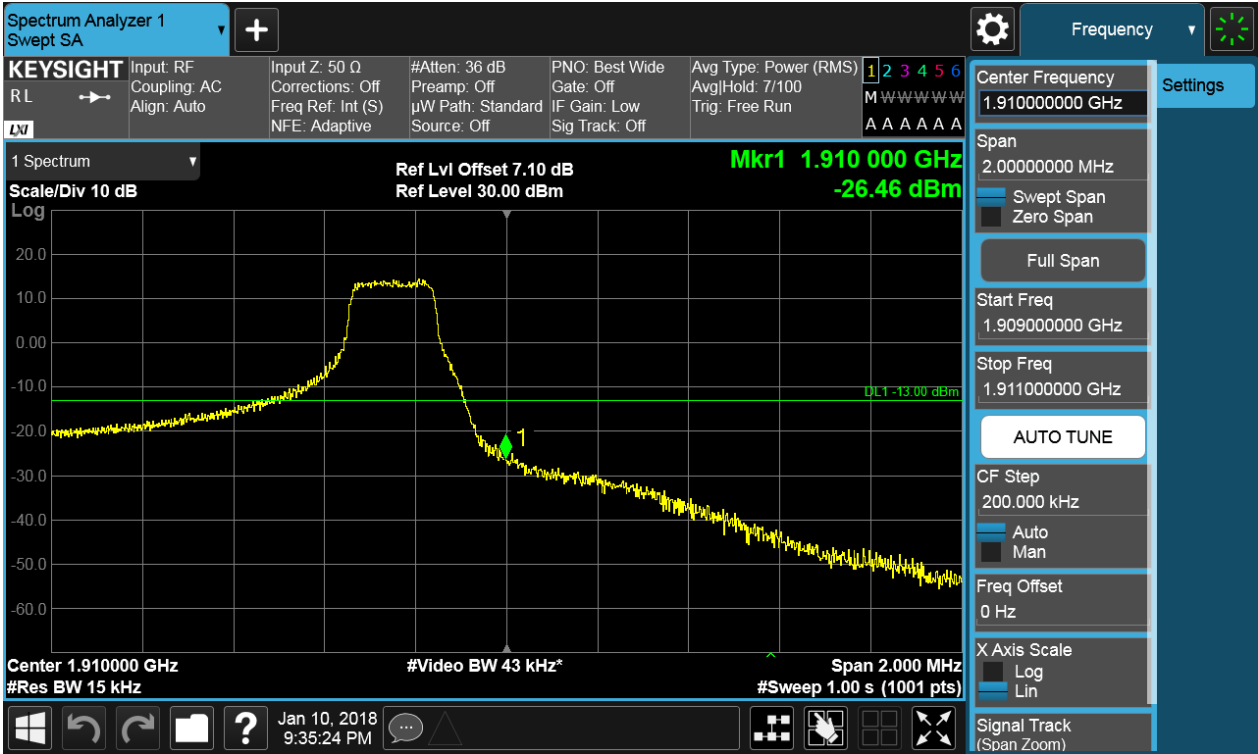 Spectrum Analyzer 1
Swept SA
Frequency
KEYSIGHT
R L
LXI
Input: RF
Coupling: AC
Align: Auto
Input Z: 50 Ω
Corrections: Off
Freq Ref: Int (S)
NFE: Adaptive
#Atten: 36 dB
Preamp: Off
µW Path: Standard
Source: Off
PNO: Best Wide
Gate: Off
IF Gain: Low
Sig Track: Off
Avg Type: Power (RMS)
Avg|Hold: 7/100
Trig: Free Run
1 2 3 4 5 6
M W W W W W
A A A A A A
1 Spectrum
Scale/Div 10 dB
Log
Ref Lvl Offset 7.10 dB
Ref Level 30.00 dBm
Mkr1 1.910 000 GHz
-26.46 dBm
20.0
10.0
0.00
-10.0
-20.0
-30.0
-40.0
-50.0
-60.0
DL1 -13.00 dBm
1
Center 1.910000 GHz
#Video BW 43 kHz*
Span 2.000 MHz
#Res BW 15 kHz
#Sweep 1.00 s (1001 pts)
Jan 10, 2018
9:35:24 PM
Center Frequency
1.910000000 GHz
Span
2.00000000 MHz
Swept Span
Zero Span
Full Span
Start Freq
1.909000000 GHz
Stop Freq
1.911000000 GHz
AUTO TUNE
CF Step
200.000 kHz
Auto
Man
Freq Offset
0 Hz
X Axis Scale
Log
Lin
Signal Track
(Span Zoom)
Settings